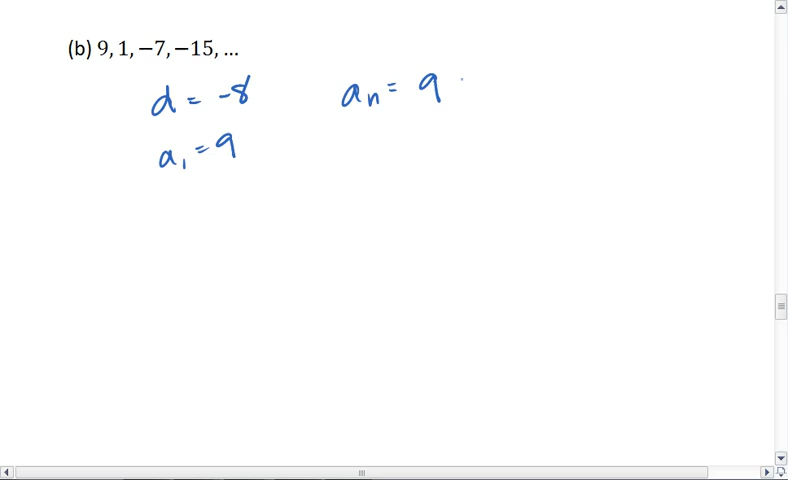 (b) 9, 1, −7, −15, ...
d = -8
aₙ = 9
a₁ = 9